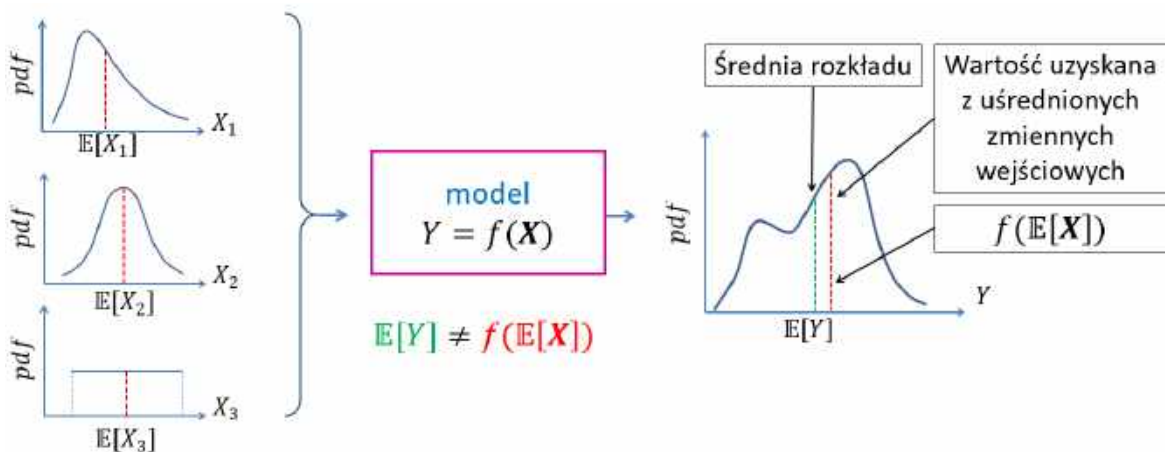 pdf
X₁
𝔼[X₁]
pdf
X₂
𝔼[X₂]
pdf
X₃
𝔼[X₃]
model
Y = f(X)
𝔼[Y] ≠ f(𝔼[X])
Średnia rozkładu
Wartość uzyskana
z uśrednionych
zmiennych
wejściowych
f(𝔼[X])
pdf
Y
𝔼[Y]